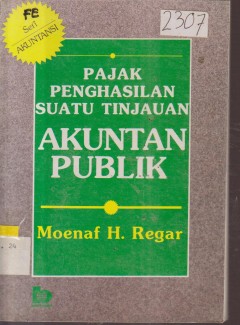 FE
Seri
AKUNTANSI
2307
PAJAK
PENGHASILAN
SUATU TINJAUAN
AKUNTAN
PUBLIK
Moenaf H. Regar